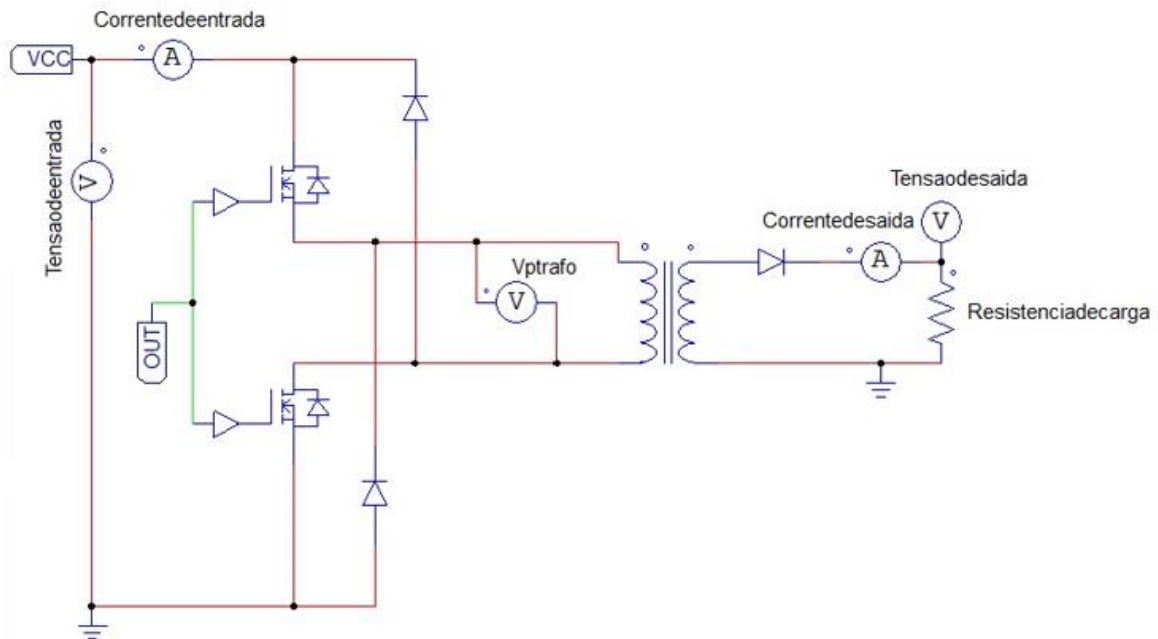 Correntedeentrada
VCC
A
Tensaodeentrada
V
Tensaodesaida
V
Correntedesaida
A
Vptrafo
V
Resistenciadecarga
OUT